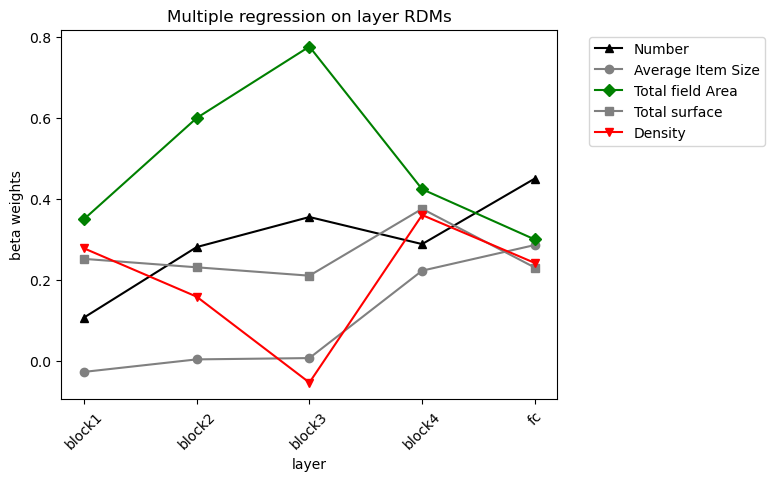 Multiple regression on layer RDMs
beta weights
0.8
0.6
0.4
0.2
0.0
block1
block2
block3
block4
fc
layer
Number
Average Item Size
Total field Area
Total surface
Density